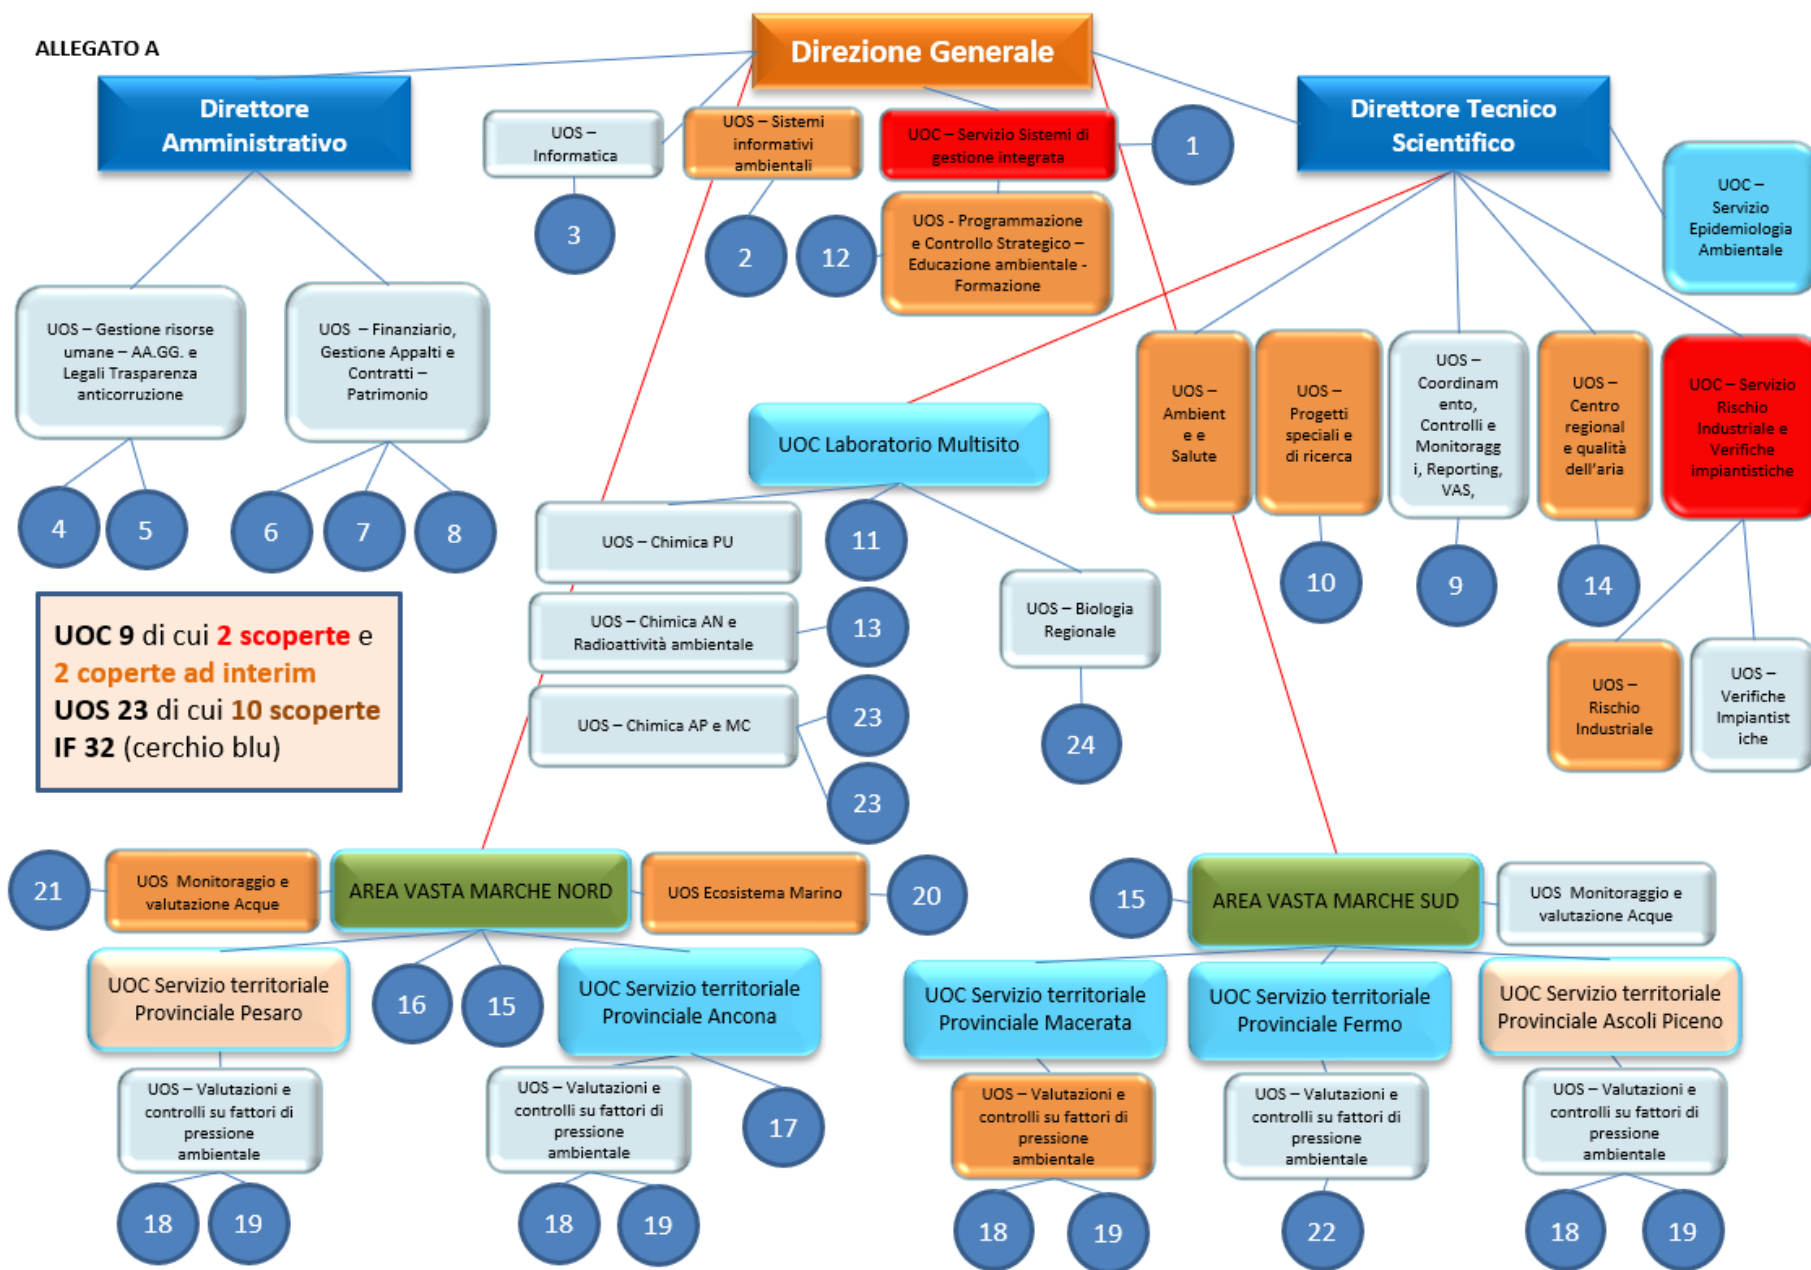 ALLEGATO A
Direzione Generale
Direttore
Amministrativo
UOS –
Informatica
UOS – Sistemi
informativi
ambientali
UOC – Servizio Sistemi di
gestione integrata
1
Direttore Tecnico
Scientifico
UOC –
Servizio
Epidemiologia
Ambientale
3
2
12
UOS - Programmazione
e Controllo Strategico –
Educazione ambientale -
Formazione
UOS – Gestione risorse
umane – AA.GG. e
Legali Trasparenza
anticorruzione
UOS – Finanziario,
Gestione Appalti e
Contratti –
Patrimonio
4
5
6
7
8
UOS –
Ambient
e e
Salute
UOS –
Progetti
speciali e
di ricerca
UOS –
Coordinam
ento,
Controlli e
Monitoragg
i, Reporting,
VAS,
UOS –
Centro
regional
e qualità
dell'aria
UOC – Servizio
Rischio
Industriale e
Verifiche
impiantistiche
10
9
14
UOS –
Rischio
Industriale
UOS –
Verifiche
Impiantist
iche
UOC Laboratorio Multisito
UOS – Chimica PU
11
UOS – Chimica AN e
Radioattività ambientale
13
UOS – Chimica AP e MC
23
23
UOS – Biologia
Regionale
24
UOC 9 di cui 2 scoperte e
2 coperte ad interim
UOS 23 di cui 10 scoperte
IF 32 (cerchio blu)
21
UOS Monitoraggio e
valutazione Acque
AREA VASTA MARCHE NORD
UOS Ecosistema Marino
20
15
AREA VASTA MARCHE SUD
UOS Monitoraggio e
valutazione Acque
UOC Servizio territoriale
Provinciale Pesaro
16
15
UOC Servizio territoriale
Provinciale Ancona
UOC Servizio territoriale
Provinciale Macerata
UOC Servizio territoriale
Provinciale Fermo
UOC Servizio territoriale
Provinciale Ascoli Piceno
UOS – Valutazioni e
controlli su fattori di
pressione
ambientale
UOS – Valutazioni e
controlli su fattori di
pressione
ambientale
17
UOS – Valutazioni e
controlli su fattori di
pressione
ambientale
UOS – Valutazioni e
controlli su fattori di
pressione
ambientale
UOS – Valutazioni e
controlli su fattori di
pressione
ambientale
18
19
18
19
18
19
22
18
19